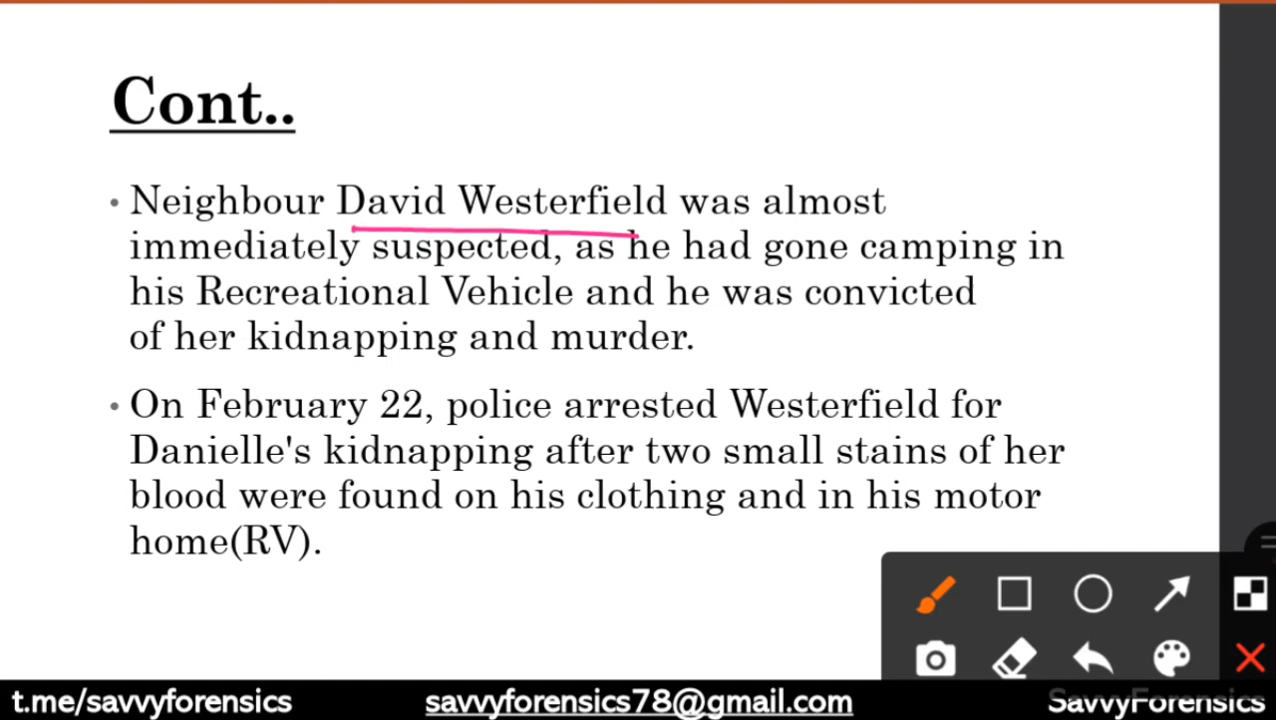 Cont..
• Neighbour David Westerfield was almost
immediately suspected, as he had gone camping in
his Recreational Vehicle and he was convicted
of her kidnapping and murder.
• On February 22, police arrested Westerfield for
Danielle's kidnapping after two small stains of her
blood were found on his clothing and in his motor
home(RV).
t.me/savvyforensics savvyforensics78@gmail.com SavvyForensics